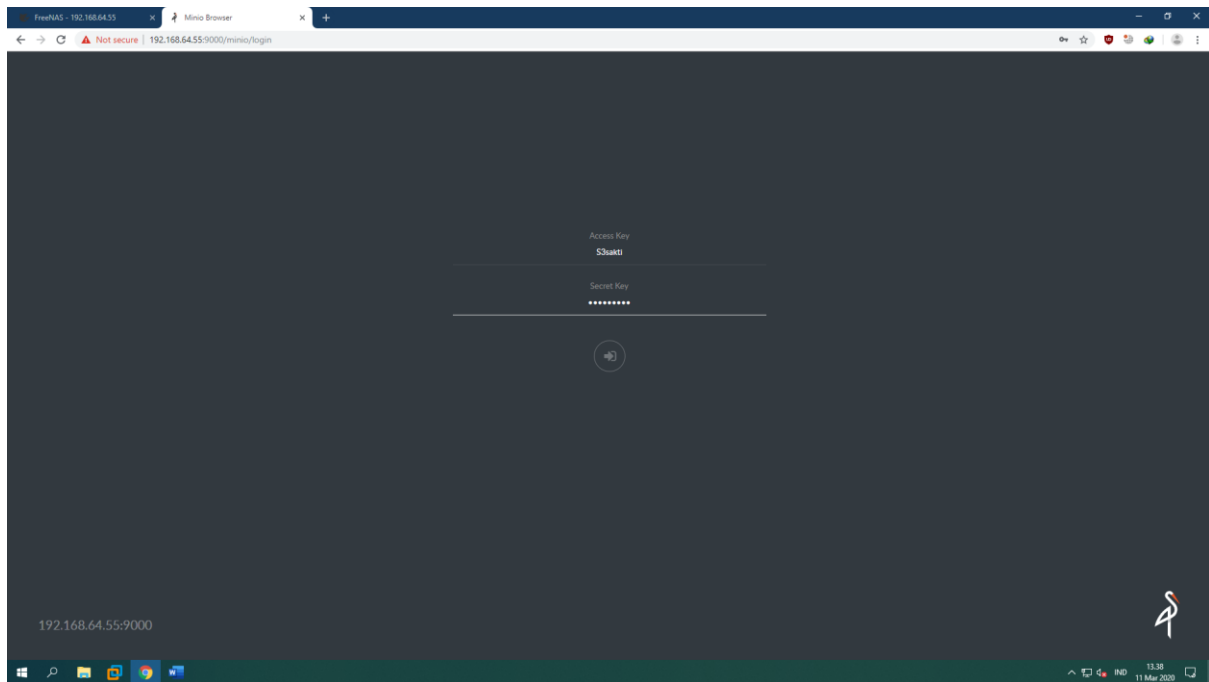 FreeNAS - 192.168.64.55
Minio Browser
Not secure | 192.168.64.55:9000/minio/login
Access Key
S3sakti
Secret Key
•••••••••
192.168.64.55:9000
IND
13.38
11 Mar 2020